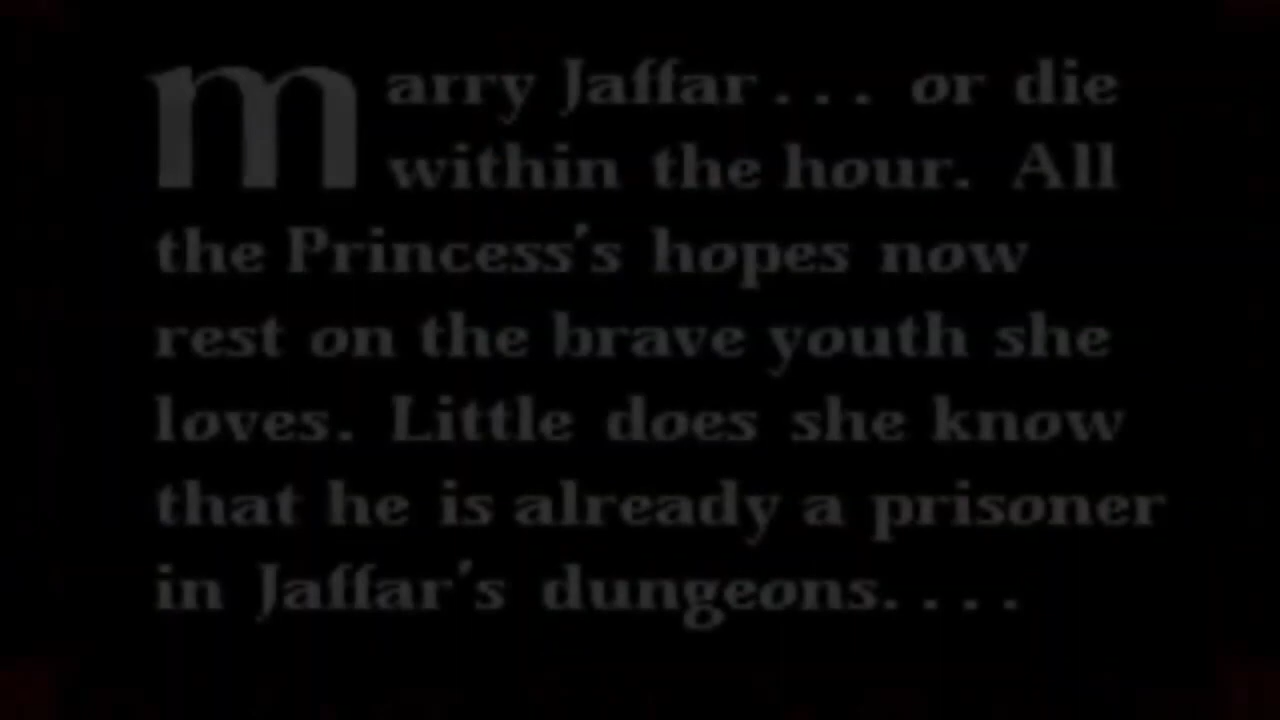 marry Jaffar . . . or die
within the hour. All
the Princess's hopes now
rest on the brave youth she
loves. Little does she know
that he is already a prisoner
in Jaffar's dungeons. . . .